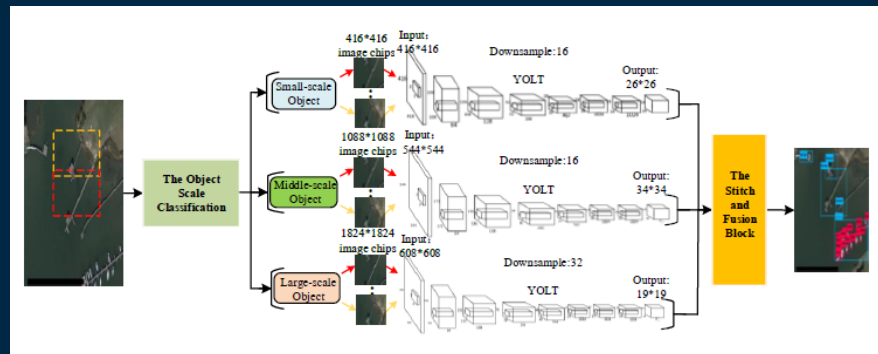 The Object
Scale
Classification
Small-scale
Object
416*416
image chips
Input:
416*416
Downsample:16
YOLT
Output:
26*26
Middle-scale
Object
1088*1088
image chips
Input:
544*544
Downsample:16
YOLT
Output:
34*34
Large-scale
Object
1824*1824
image chips
Input:
608*608
Downsample:32
YOLT
Output:
19*19
The
Stitch
and
Fusion
Block